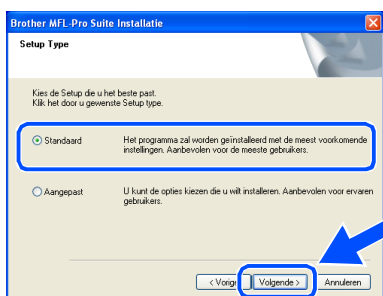 Brother MFL-Pro Suite Installatie
Setup Type
Kies de Setup die u het beste past.
Klik het door u gewenste Setup type.
Standaard
Het programma zal worden geïnstalleerd met de meest voorkomende
instellingen. Aanbevolen voor de meeste gebruikers.
Aangepast
U kunt de opties kiezen die u wilt installeren. Aanbevolen voor ervaren
gebruikers.
< Vorige Volgende > Annuleren